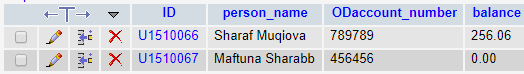 ID person_name ODaccount_number balance
U1510066 Sharaf Muqiova 789789 256.06
U1510067 Maftuna Sharabb 456456 0.00